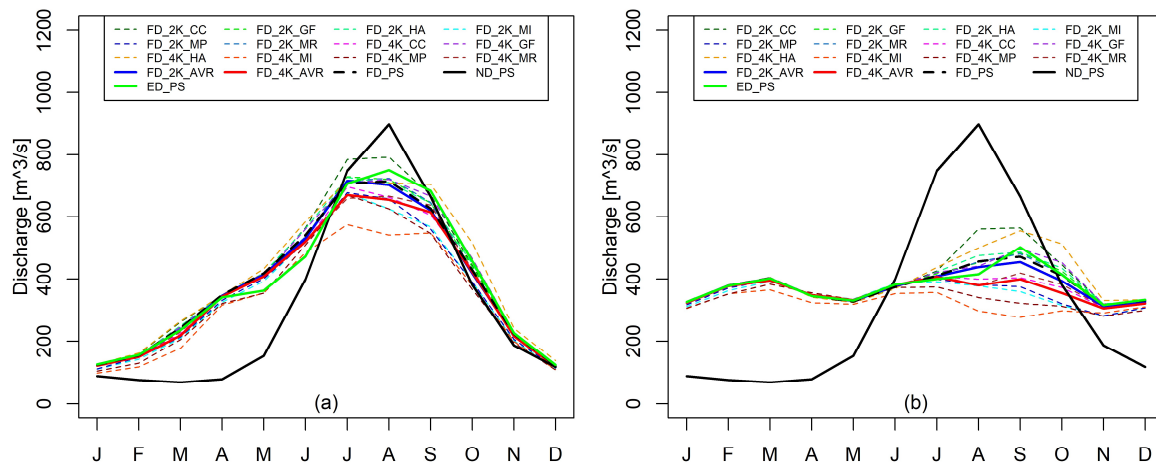 FD_2K_CC FD_2K_GF FD_2K_HA FD_2K_MI
FD_2K_MP FD_2K_MR FD_4K_CC FD_4K_GF
FD_4K_HA FD_4K_MI FD_4K_MP FD_4K_MR
FD_2K_AVR FD_4K_AVR FD_PS ND_PS
ED_PS
Discharge [m^3/s]
1200
1000
800
600
400
200
0
(a)
J F M A M J J A S O N D
FD_2K_CC FD_2K_GF FD_2K_HA FD_2K_MI
FD_2K_MP FD_2K_MR FD_4K_CC FD_4K_GF
FD_4K_HA FD_4K_MI FD_4K_MP FD_4K_MR
FD_2K_AVR FD_4K_AVR FD_PS ND_PS
ED_PS
Discharge [m^3/s]
1200
1000
800
600
400
200
0
(b)
J F M A M J J A S O N D